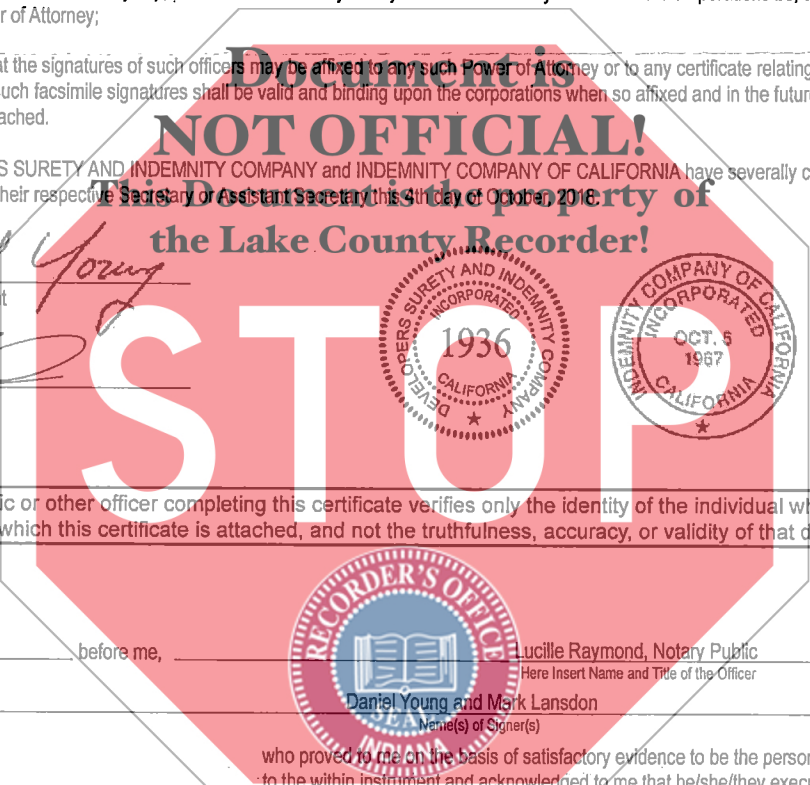 r of Attorney;
at the signatures of such officers may be affixed to any such Power of Attorney or to any certificate relating
Document is
such facsimile signatures shall be valid and binding upon the corporations when so affixed and in the futur
ached.
NOT OFFICIAL!
S SURETY AND INDEMNITY COMPANY and INDEMNITY COMPANY OF CALIFORNIA have severally c
heir respective Secretary or Assistant Secretary this 4th day of October, 2018.
This Document is the property of
the Lake County Recorder!
Young
STOP
DEVELOPERS SURETY AND INDEMNITY COMPANY
INCORPORATED
1936
CALIFORNIA
INDEMNITY COMPANY OF CALIFORNIA
INCORPORATED
OCT. 5
1967
CALIFORNIA
ic or other officer completing this certificate verifies only the identity of the individual wh
which this certificate is attached, and not the truthfulness, accuracy, or validity of that d
RECORDER'S OFFICE
SEAL
INDIANA
before me, Lucille Raymond, Notary Public
Here Insert Name and Title of the Officer
Daniel Young and Mark Lansdon
Name(s) of Signer(s)
who proved to me on the basis of satisfactory evidence to be the person
to the within instrument and acknowledged to me that he/she/they execu